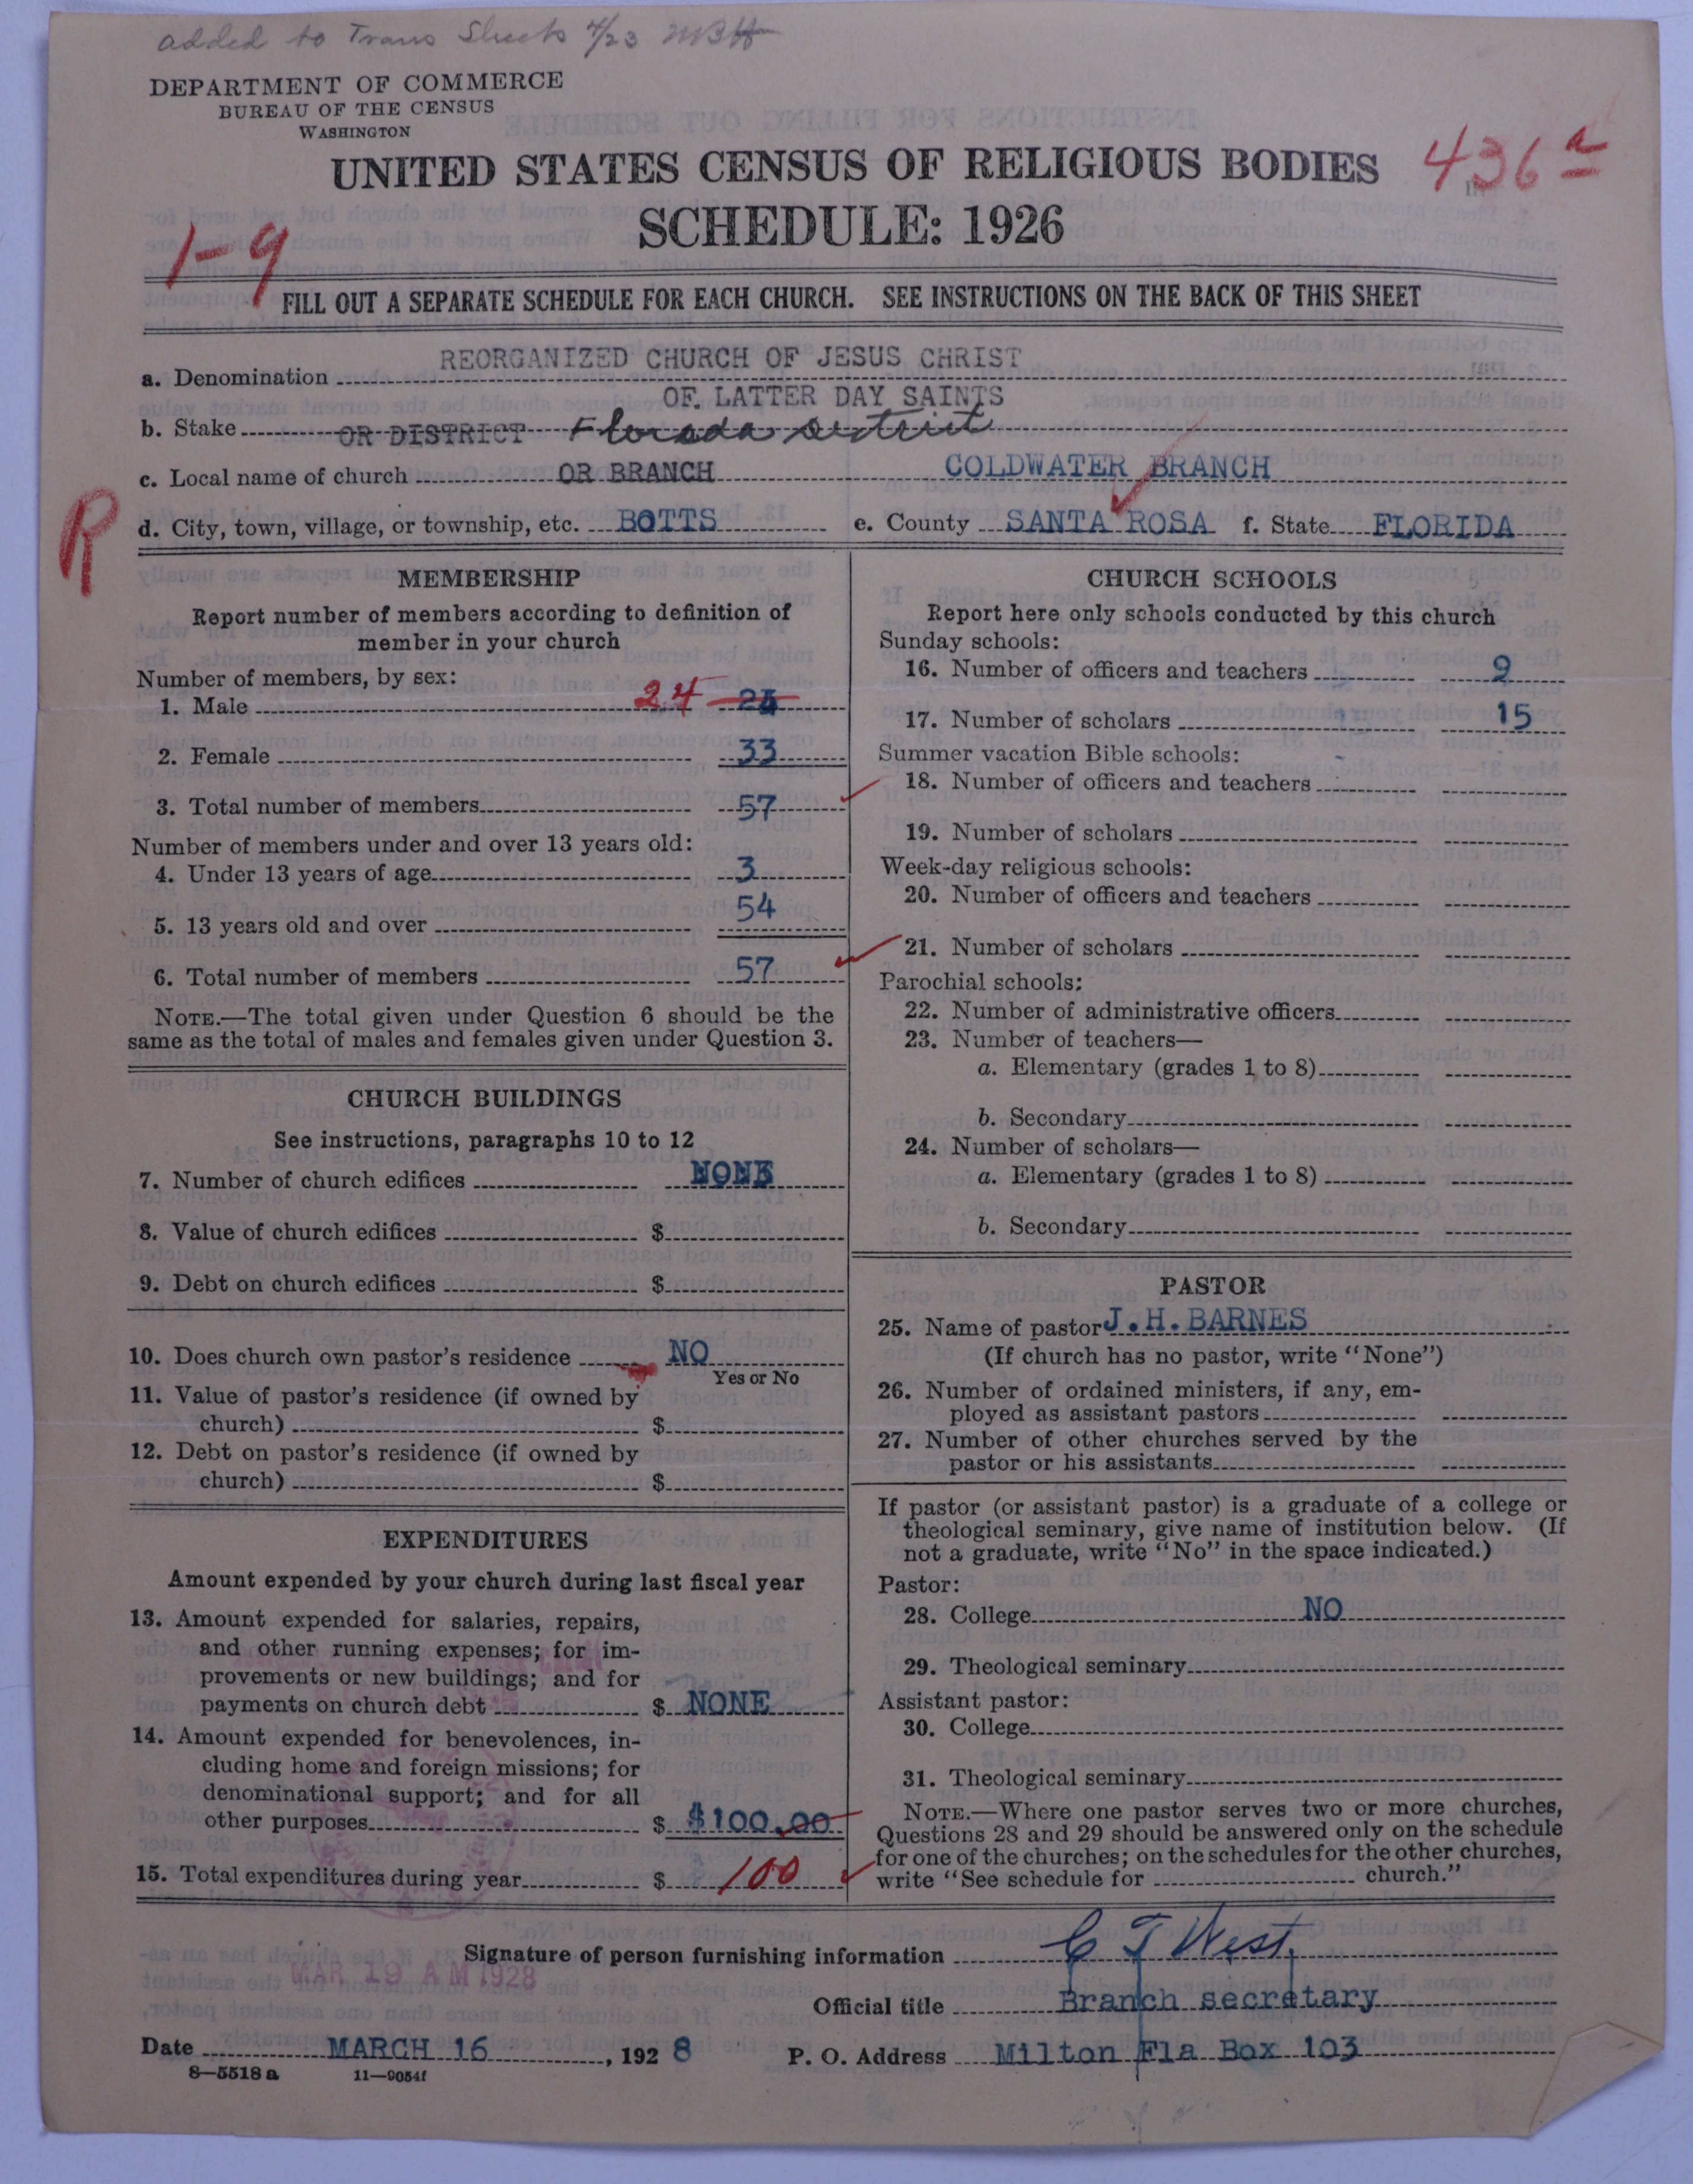 added to Trans Sheets 4/23 MBH
DEPARTMENT OF COMMERCE
BUREAU OF THE CENSUS
WASHINGTON
UNITED STATES CENSUS OF RELIGIOUS BODIES
436a
SCHEDULE: 1926
1-9
FILL OUT A SEPARATE SCHEDULE FOR EACH CHURCH. SEE INSTRUCTIONS ON THE BACK OF THIS SHEET
a. Denomination REORGANIZED CHURCH OF JESUS CHRIST
OF LATTER DAY SAINTS
b. Stake OR DISTRICT Florada District
c. Local name of church OR BRANCH COLDWATER BRANCH
R
d. City, town, village, or township, etc. BOTTS e. County SANTA ROSA f. State FLORIDA
MEMBERSHIP
Report number of members according to definition of
member in your church
Number of members, by sex:
1. Male 24
2. Female 33
3. Total number of members 57
Number of members under and over 13 years old:
4. Under 13 years of age 3
5. 13 years old and over 54
6. Total number of members 57
NOTE.—The total given under Question 6 should be the
same as the total of males and females given under Question 3.
CHURCH BUILDINGS
See instructions, paragraphs 10 to 12
7. Number of church edifices NONE
8. Value of church edifices $
9. Debt on church edifices $
10. Does church own pastor's residence NO
Yes or No
11. Value of pastor's residence (if owned by
church) $
12. Debt on pastor's residence (if owned by
church) $
EXPENDITURES
Amount expended by your church during last fiscal year
13. Amount expended for salaries, repairs,
and other running expenses; for im-
provements or new buildings; and for
payments on church debt $ NONE
14. Amount expended for benevolences, in-
cluding home and foreign missions; for
denominational support; and for all
other purposes $ $100.00
15. Total expenditures during year $ 100
CHURCH SCHOOLS
Report here only schools conducted by this church
Sunday schools:
16. Number of officers and teachers 9
17. Number of scholars 15
Summer vacation Bible schools:
18. Number of officers and teachers
19. Number of scholars
Week-day religious schools:
20. Number of officers and teachers
21. Number of scholars
Parochial schools:
22. Number of administrative officers
23. Number of teachers—
a. Elementary (grades 1 to 8)
b. Secondary
24. Number of scholars—
a. Elementary (grades 1 to 8)
b. Secondary
PASTOR
25. Name of pastor J.H.BARNES
(If church has no pastor, write "None")
26. Number of ordained ministers, if any, em-
ployed as assistant pastors
27. Number of other churches served by the
pastor or his assistants
If pastor (or assistant pastor) is a graduate of a college or
theological seminary, give name of institution below. (If
not a graduate, write "No" in the space indicated.)
Pastor:
28. College NO
29. Theological seminary
Assistant pastor:
30. College
31. Theological seminary
NOTE.—Where one pastor serves two or more churches,
Questions 28 and 29 should be answered only on the schedule
for one of the churches; on the schedules for the other churches,
write "See schedule for church."
Signature of person furnishing information C T West
MAR 19 AM 1928
Official title Branch secretary
Date MARCH 16, 1928 P. O. Address Milton Fla Box 103
8—5518a 11—9054f